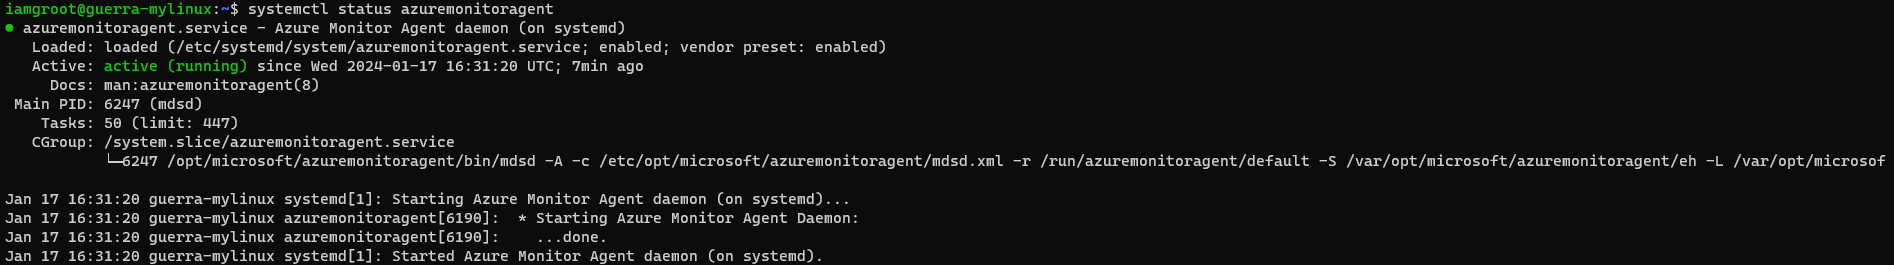 iamgroot@guerra-mylinux:~$ systemctl status azuremonitoragent
● azuremonitoragent.service - Azure Monitor Agent daemon (on systemd)
   Loaded: loaded (/etc/systemd/system/azuremonitoragent.service; enabled; vendor preset: enabled)
   Active: active (running) since Wed 2024-01-17 16:31:20 UTC; 7min ago
     Docs: man:azuremonitoragent(8)
 Main PID: 6247 (mdsd)
    Tasks: 50 (limit: 447)
   CGroup: /system.slice/azuremonitoragent.service
           └─6247 /opt/microsoft/azuremonitoragent/bin/mdsd -A -c /etc/opt/microsoft/azuremonitoragent/mdsd.xml -r /run/azuremonitoragent/default -S /var/opt/microsoft/azuremonitoragent/eh -L /var/opt/microsof

Jan 17 16:31:20 guerra-mylinux systemd[1]: Starting Azure Monitor Agent daemon (on systemd)...
Jan 17 16:31:20 guerra-mylinux azuremonitoragent[6190]:  * Starting Azure Monitor Agent Daemon:
Jan 17 16:31:20 guerra-mylinux azuremonitoragent[6190]:    ...done.
Jan 17 16:31:20 guerra-mylinux systemd[1]: Started Azure Monitor Agent daemon (on systemd).